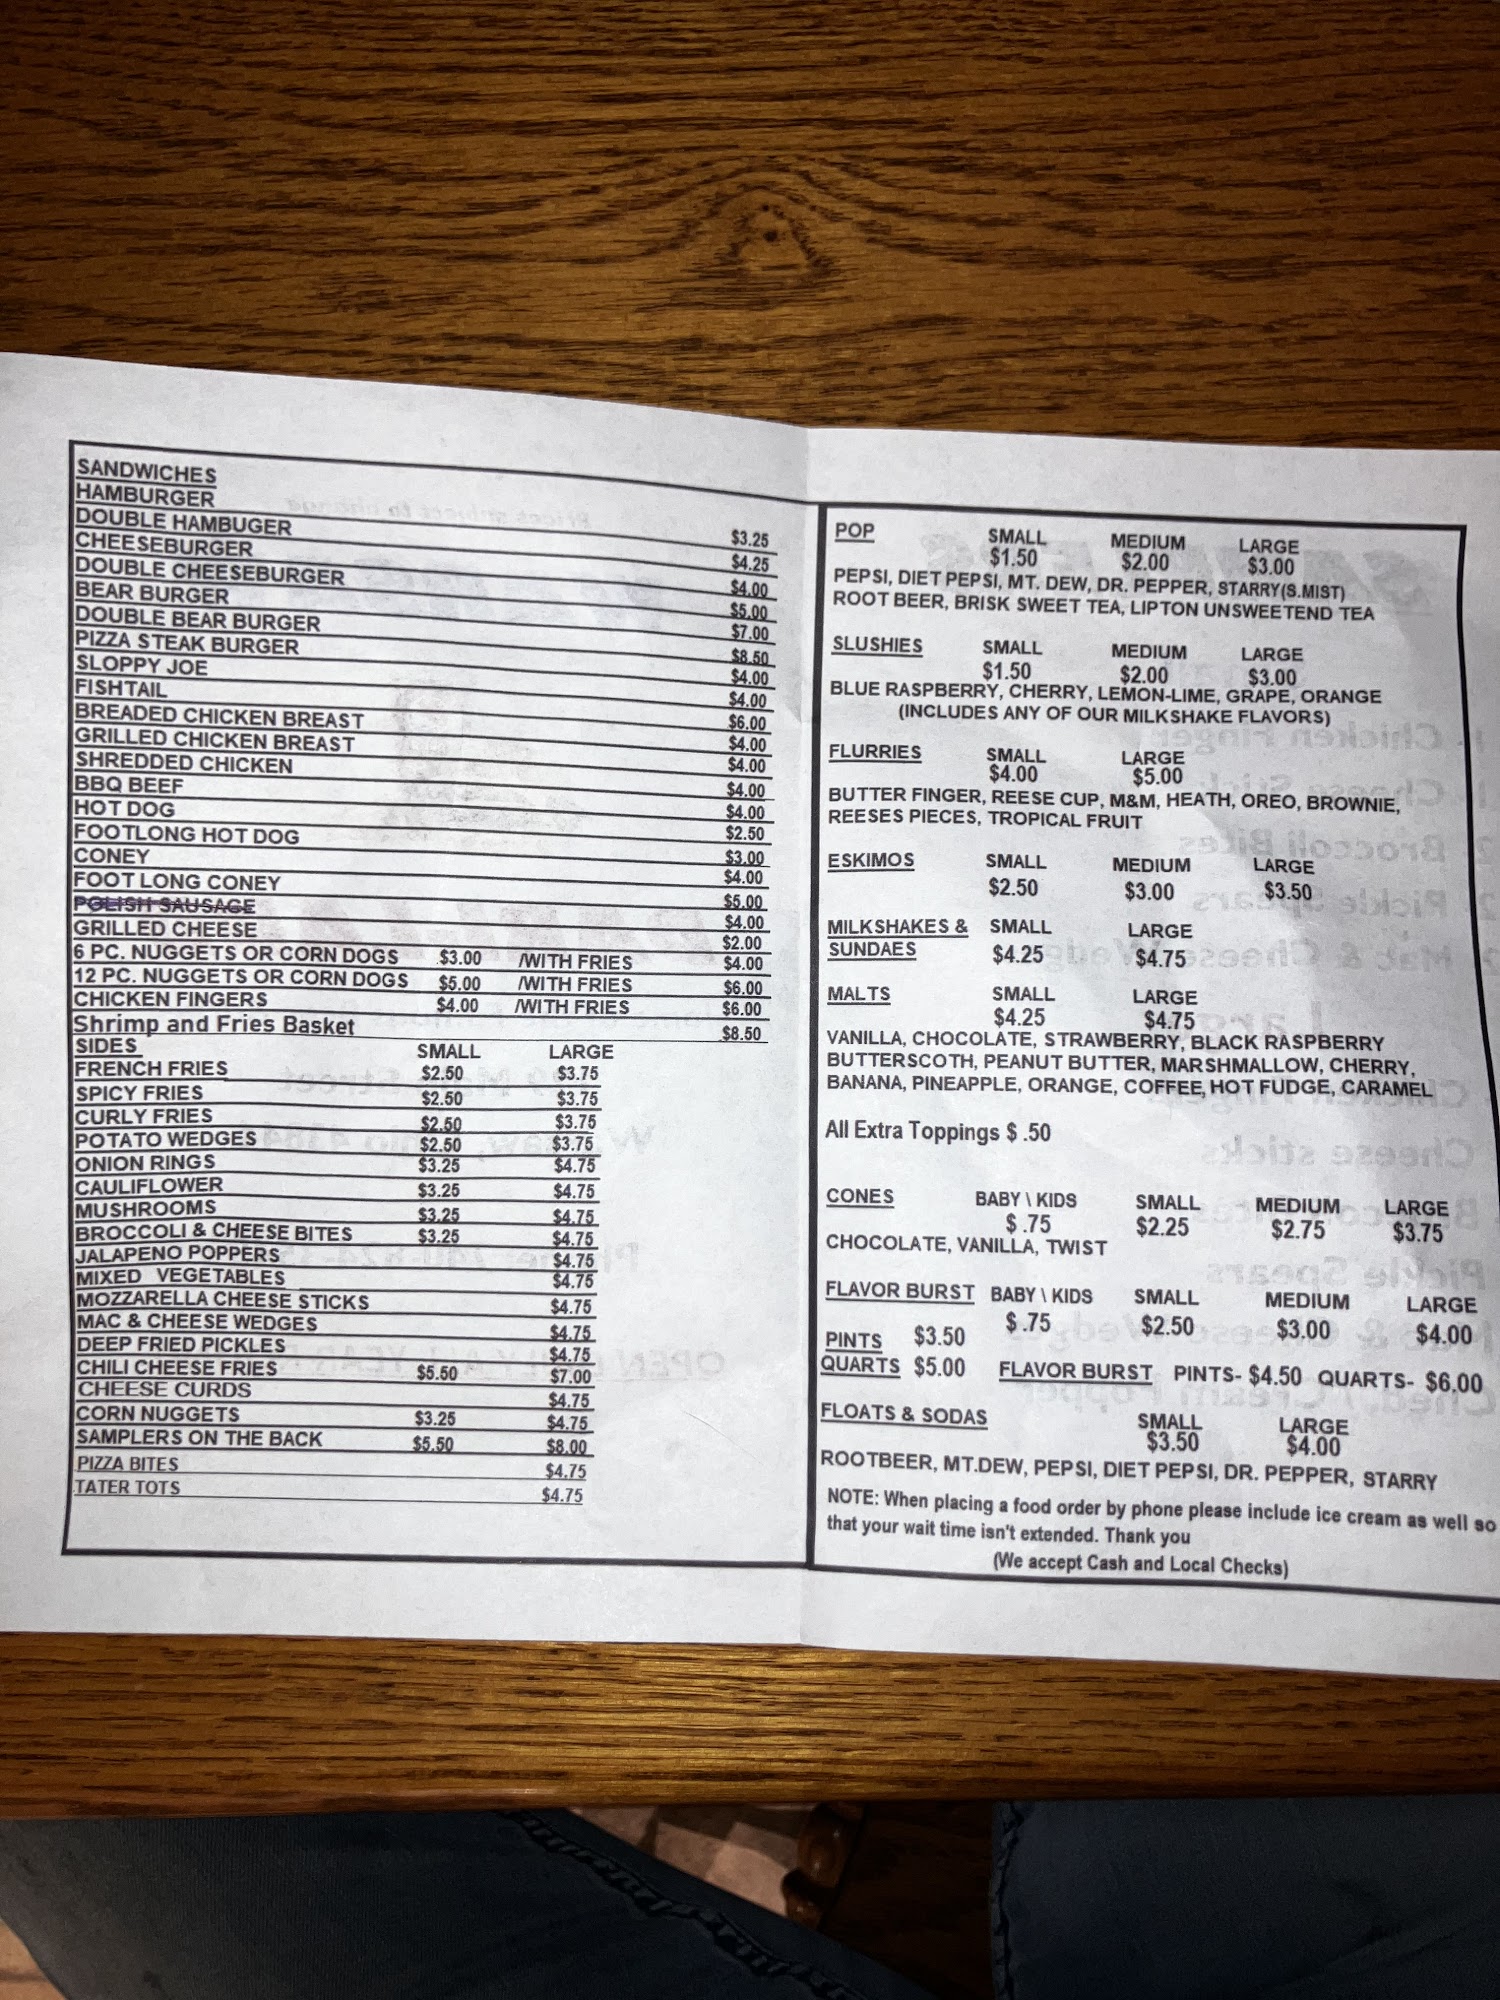 SANDWICHES
HAMBURGER $3.25
DOUBLE HAMBUGER $4.25
CHEESEBURGER $4.00
DOUBLE CHEESEBURGER $5.00
BEAR BURGER $7.00
DOUBLE BEAR BURGER $8.50
PIZZA STEAK BURGER $4.00
SLOPPY JOE $4.00
FISHTAIL $6.00
BREADED CHICKEN BREAST $4.00
GRILLED CHICKEN BREAST $4.00
SHREDDED CHICKEN $4.00
BBQ BEEF $4.00
HOT DOG $2.50
FOOTLONG HOT DOG $3.00
CONEY $4.00
FOOT LONG CONEY $5.00
POLISH SAUSAGE $4.00
GRILLED CHEESE $2.00
6 PC. NUGGETS OR CORN DOGS $3.00 /WITH FRIES $4.00
12 PC. NUGGETS OR CORN DOGS $5.00 /WITH FRIES $6.00
CHICKEN FINGERS $4.00 /WITH FRIES $6.00
Shrimp and Fries Basket $8.50
SIDES SMALL LARGE
FRENCH FRIES $2.50 $3.75
SPICY FRIES $2.50 $3.75
CURLY FRIES $2.50 $3.75
POTATO WEDGES $2.50 $3.75
ONION RINGS $3.25 $4.75
CAULIFLOWER $3.25 $4.75
MUSHROOMS $3.25 $4.75
BROCCOLI & CHEESE BITES $3.25 $4.75
JALAPENO POPPERS $4.75
MIXED VEGETABLES $4.75
MOZZARELLA CHEESE STICKS $4.75
MAC & CHEESE WEDGES $4.75
DEEP FRIED PICKLES $4.75
CHILI CHEESE FRIES $5.50 $7.00
CHEESE CURDS $4.75
CORN NUGGETS $3.25 $4.75
SAMPLERS ON THE BACK $5.50 $8.00
PIZZA BITES $4.75
TATER TOTS $4.75
POP SMALL MEDIUM LARGE
$1.50 $2.00 $3.00
PEPSI, DIET PEPSI, MT. DEW, DR. PEPPER, STARRY(S.MIST)
ROOT BEER, BRISK SWEET TEA, LIPTON UNSWEETEND TEA
SLUSHIES SMALL MEDIUM LARGE
$1.50 $2.00 $3.00
BLUE RASPBERRY, CHERRY, LEMON-LIME, GRAPE, ORANGE
(INCLUDES ANY OF OUR MILKSHAKE FLAVORS)
FLURRIES SMALL LARGE
$4.00 $5.00
BUTTER FINGER, REESE CUP, M&M, HEATH, OREO, BROWNIE,
REESES PIECES, TROPICAL FRUIT
ESKIMOS SMALL MEDIUM LARGE
$2.50 $3.00 $3.50
MILKSHAKES & SMALL LARGE
SUNDAES $4.25 $4.75
MALTS SMALL LARGE
$4.25 $4.75
VANILLA, CHOCOLATE, STRAWBERRY, BLACK RASPBERRY
BUTTERSCOTH, PEANUT BUTTER, MARSHMALLOW, CHERRY,
BANANA, PINEAPPLE, ORANGE, COFFEE, HOT FUDGE, CARAMEL
All Extra Toppings $ .50
CONES BABY \ KIDS SMALL MEDIUM LARGE
$ .75 $2.25 $2.75 $3.75
CHOCOLATE, VANILLA, TWIST
FLAVOR BURST BABY \ KIDS SMALL MEDIUM LARGE
$ .75 $2.50 $3.00 $4.00
PINTS $3.50
QUARTS $5.00 FLAVOR BURST PINTS- $4.50 QUARTS- $6.00
FLOATS & SODAS SMALL LARGE
$3.50 $4.00
ROOTBEER, MT.DEW, PEPSI, DIET PEPSI, DR. PEPPER, STARRY
NOTE: When placing a food order by phone please include ice cream as well so
that your wait time isn't extended. Thank you
(We accept Cash and Local Checks)